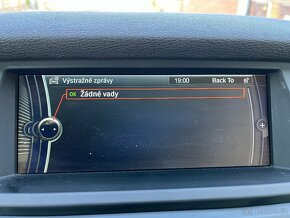 Výstražné zprávy 19:00 Back To
OK Žádné vady
+